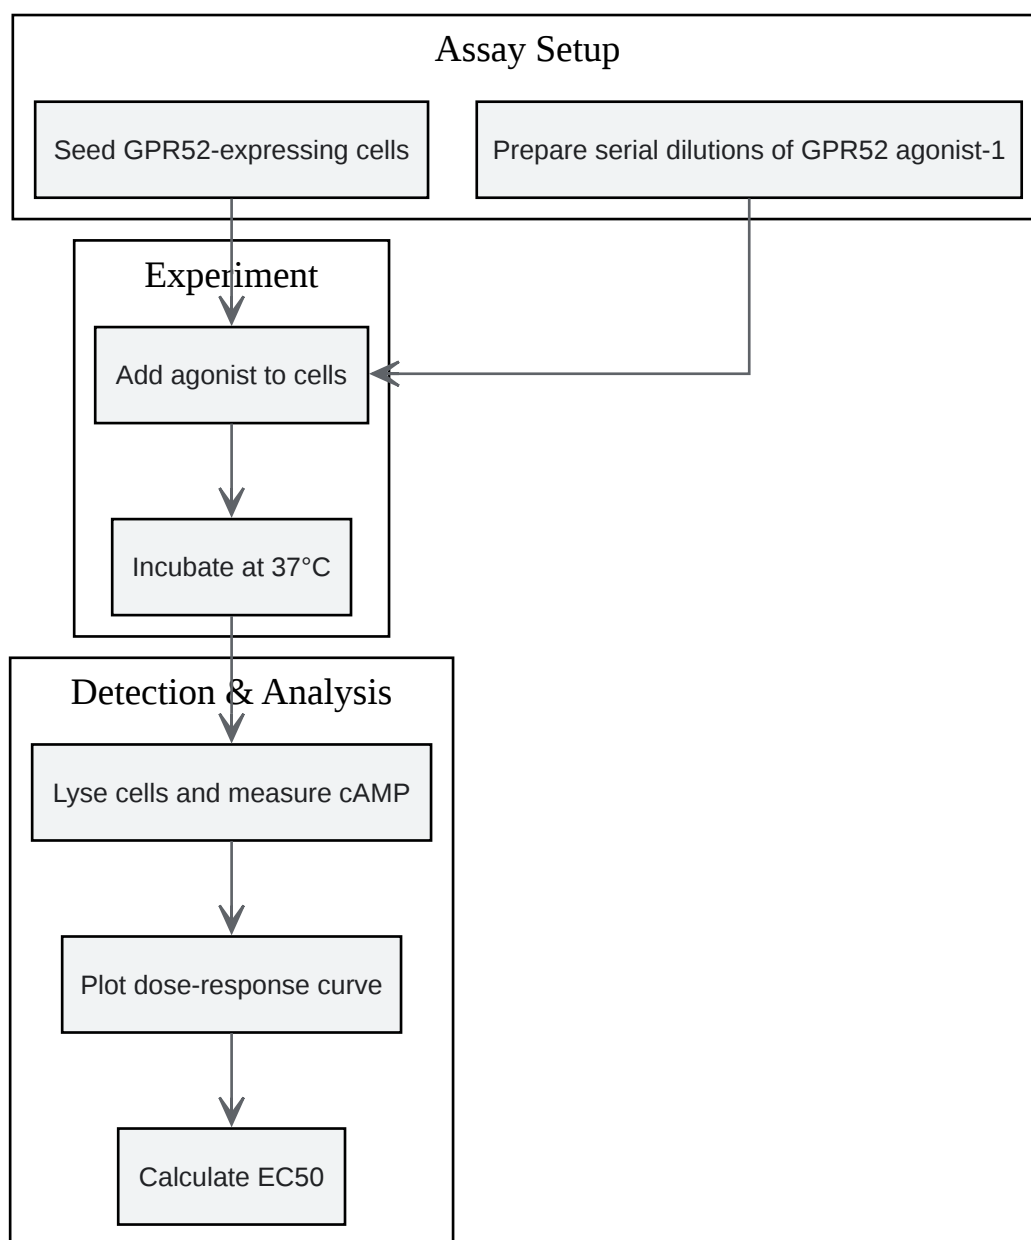 Assay Setup
Seed GPR52-expressing cells
Prepare serial dilutions of GPR52 agonist-1
Experiment
Add agonist to cells
Incubate at 37°C
Detection & Analysis
Lyse cells and measure cAMP
Plot dose-response curve
Calculate EC50